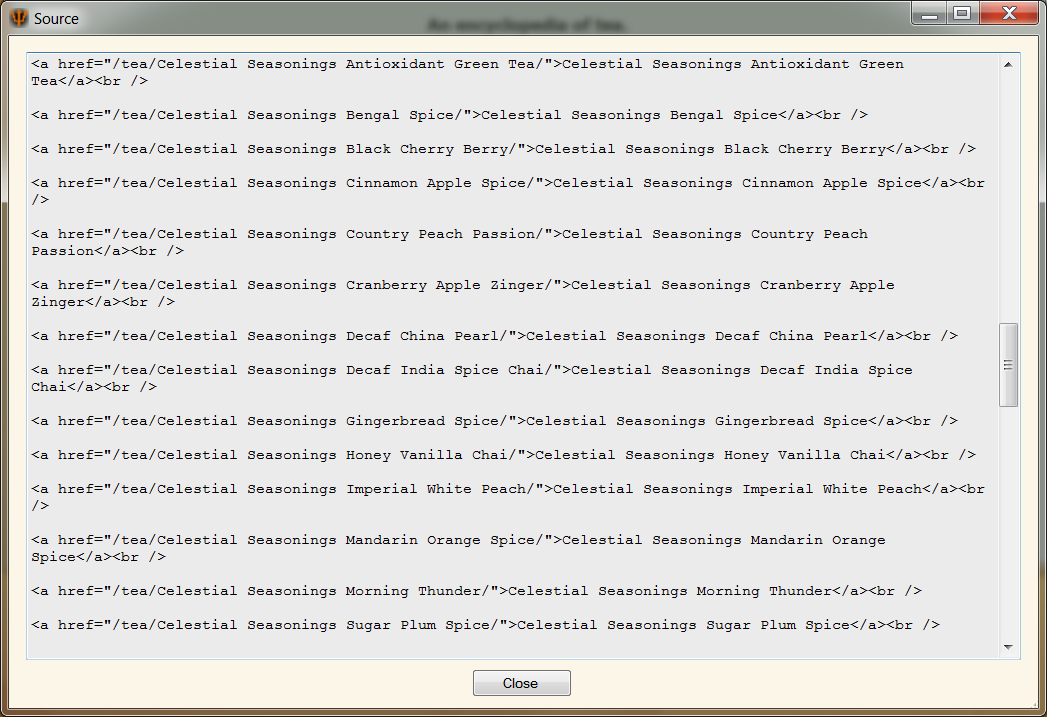 Source
An encyclopedia of tea.
<a href="/tea/Celestial Seasonings Antioxidant Green Tea/">Celestial Seasonings Antioxidant Green
Tea</a><br />
<a href="/tea/Celestial Seasonings Bengal Spice/">Celestial Seasonings Bengal Spice</a><br />
<a href="/tea/Celestial Seasonings Black Cherry Berry/">Celestial Seasonings Black Cherry Berry</a><br />
<a href="/tea/Celestial Seasonings Cinnamon Apple Spice/">Celestial Seasonings Cinnamon Apple Spice</a><br
/>
<a href="/tea/Celestial Seasonings Country Peach Passion/">Celestial Seasonings Country Peach
Passion</a><br />
<a href="/tea/Celestial Seasonings Cranberry Apple Zinger/">Celestial Seasonings Cranberry Apple
Zinger</a><br />
<a href="/tea/Celestial Seasonings Decaf China Pearl/">Celestial Seasonings Decaf China Pearl</a><br />
<a href="/tea/Celestial Seasonings Decaf India Spice Chai/">Celestial Seasonings Decaf India Spice
Chai</a><br />
<a href="/tea/Celestial Seasonings Gingerbread Spice/">Celestial Seasonings Gingerbread Spice</a><br />
<a href="/tea/Celestial Seasonings Honey Vanilla Chai/">Celestial Seasonings Honey Vanilla Chai</a><br />
<a href="/tea/Celestial Seasonings Imperial White Peach/">Celestial Seasonings Imperial White Peach</a><br
/>
<a href="/tea/Celestial Seasonings Mandarin Orange Spice/">Celestial Seasonings Mandarin Orange
Spice</a><br />
<a href="/tea/Celestial Seasonings Morning Thunder/">Celestial Seasonings Morning Thunder</a><br />
<a href="/tea/Celestial Seasonings Sugar Plum Spice/">Celestial Seasonings Sugar Plum Spice</a><br />
Close